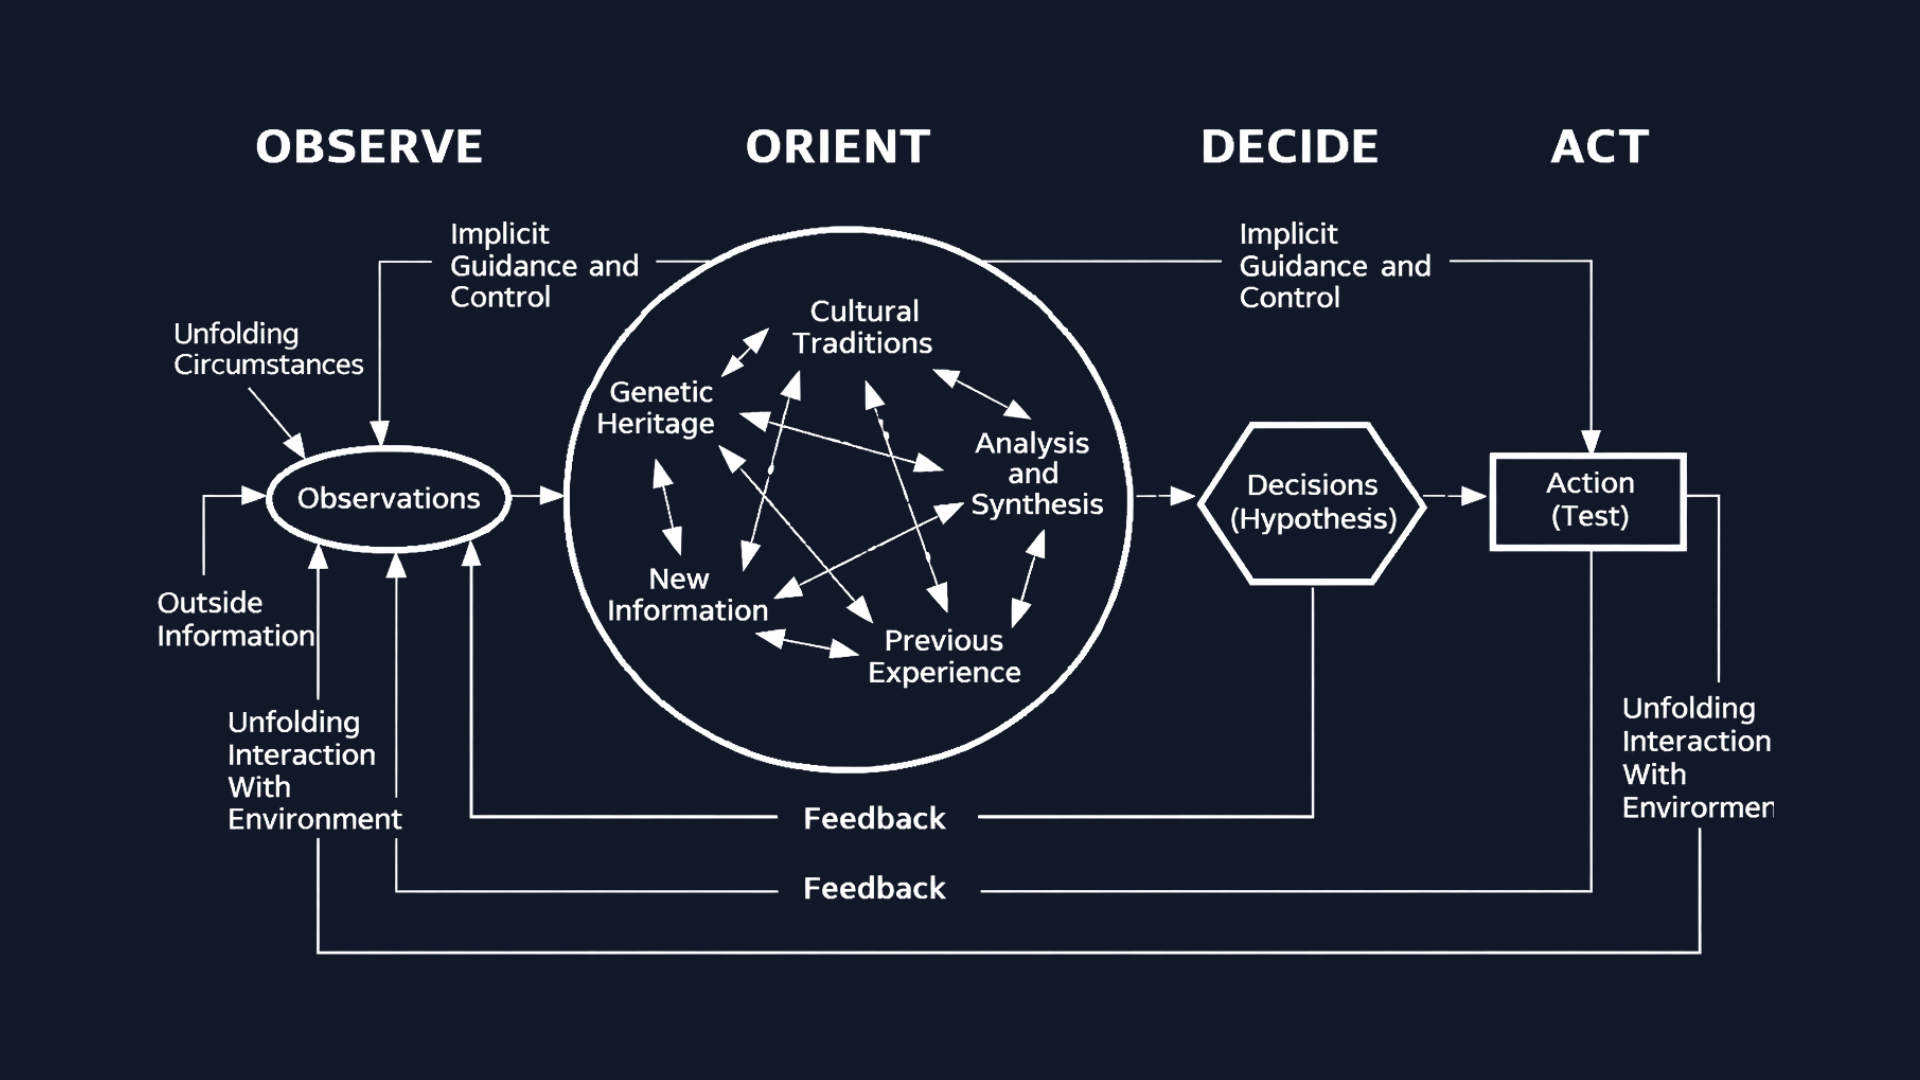 OBSERVE
ORIENT
DECIDE
ACT
Implicit
Guidance and
Control
Implicit
Guidance and
Control
Unfolding
Circumstances
Cultural
Traditions
Genetic
Heritage
Analysis
and
Synthesis
Observations
Decisions
(Hypothesis)
Action
(Test)
New
Information
Outside
Information
Previous
Experience
Unfolding
Interaction
With
Environment
Unfolding
Interaction
With
Envirormen
Feedback
Feedback